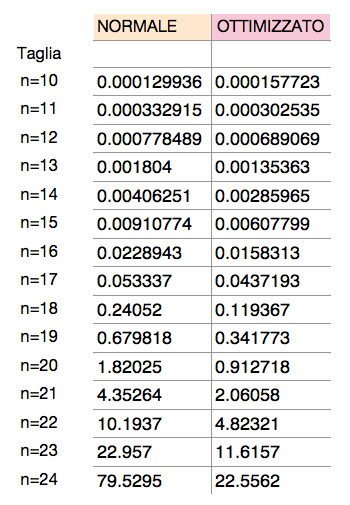 NORMALE OTTIMIZZATO
Taglia
n=10 0.000129936 0.000157723
n=11 0.000332915 0.000302535
n=12 0.000778489 0.000689069
n=13 0.001804 0.00135363
n=14 0.00406251 0.00285965
n=15 0.00910774 0.00607799
n=16 0.0228943 0.0158313
n=17 0.053337 0.0437193
n=18 0.24052 0.119367
n=19 0.679818 0.341773
n=20 1.82025 0.912718
n=21 4.35264 2.06058
n=22 10.1937 4.82321
n=23 22.957 11.6157
n=24 79.5295 22.5562